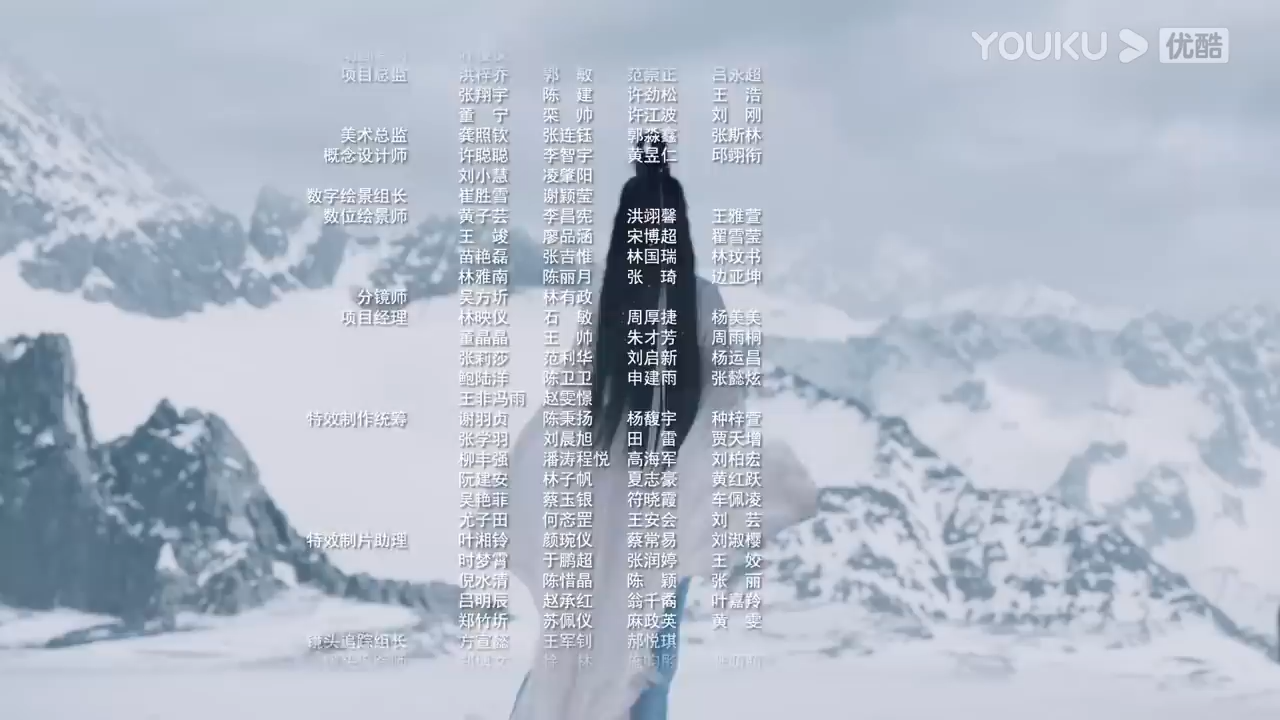 YOUKU 优酷
项目总监 洪梓乔 郭 敏 范崇正 吕永超
张翔宇 陈 建 许劲松 王 浩
董 宁 栾 帅 许江波 刘 刚
美术总监 龚照钦 张连钰 郭淼鑫 张斯林
概念设计师 许聪聪 李智宇 黄昱仁 邱翊衔
刘小慧 凌肇阳
数字绘景组长 崔胜雪 谢颖莹
数位绘景师 黄子芸 李昌宪 洪翊馨 王雅萱
王 竣 廖品涵 宋博超 翟雪莹
苗艳磊 张吉惟 林国瑞 林玟书
林雅南 陈丽月 张 琦 边亚坤
分镜师 吴方圻 林有政
项目经理 林映仪 石 敏 周厚捷 杨美美
童晶晶 王 帅 朱才芳 周雨桐
张莉莎 范利华 刘启新 杨运昌
鲍陆洋 陈卫卫 申建雨 张懿炫
王非冯雨 赵雯憬
特效制作统筹 谢羽贞 陈秉扬 杨馥宇 种梓萱
张学羽 刘晨旭 田 雷 贾天增
柳丰强 潘涛程悦 高海军 刘柏宏
阮建安 林子帆 夏志豪 黄红跃
吴艳菲 蔡玉银 符晓霞 车佩凌
尤子田 何忞罡 王安会 刘 芸
特效制片助理 叶湘铃 颜琬仪 蔡常易 刘淑樱
时梦霄 于鹏超 张润婷 王 姣
倪水清 陈惜晶 陈 颖 张 丽
吕明辰 赵承红 翁千裔 叶嘉羚
郑竹圻 苏佩仪 麻政英 黄 雯
镜头追踪组长 方宣懿 王军钊 郝悦琪